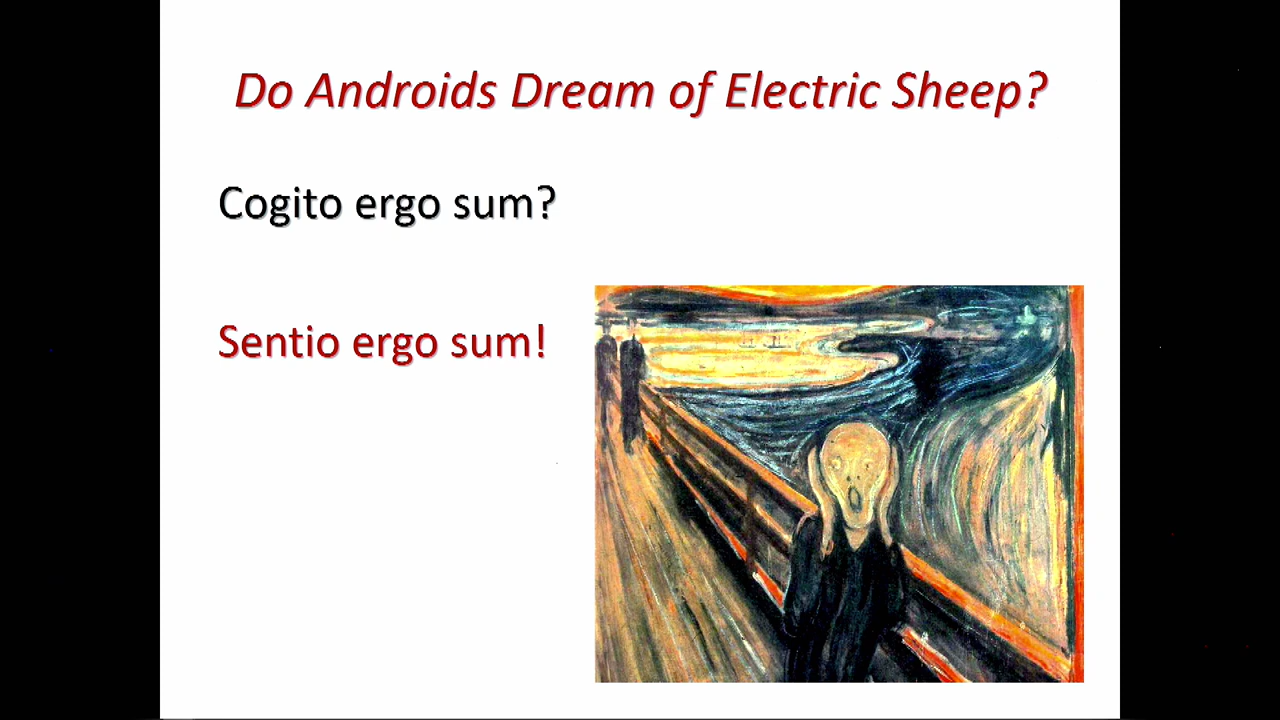 Do Androids Dream of Electric Sheep?
Cogito ergo sum?
Sentio ergo sum!